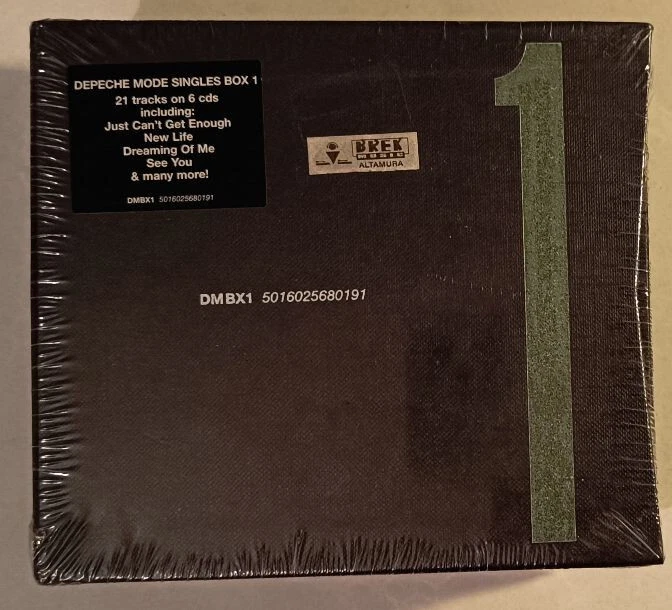 DEPECHE MODE SINGLES BOX 1
21 tracks on 6 cds
including:
Just Can't Get Enough
New Life
Dreaming Of Me
See You
& many more!
DMBX1 5016025680191
BREK
MUSIC
ALTAMURA
DMBX1 5016025680191
1